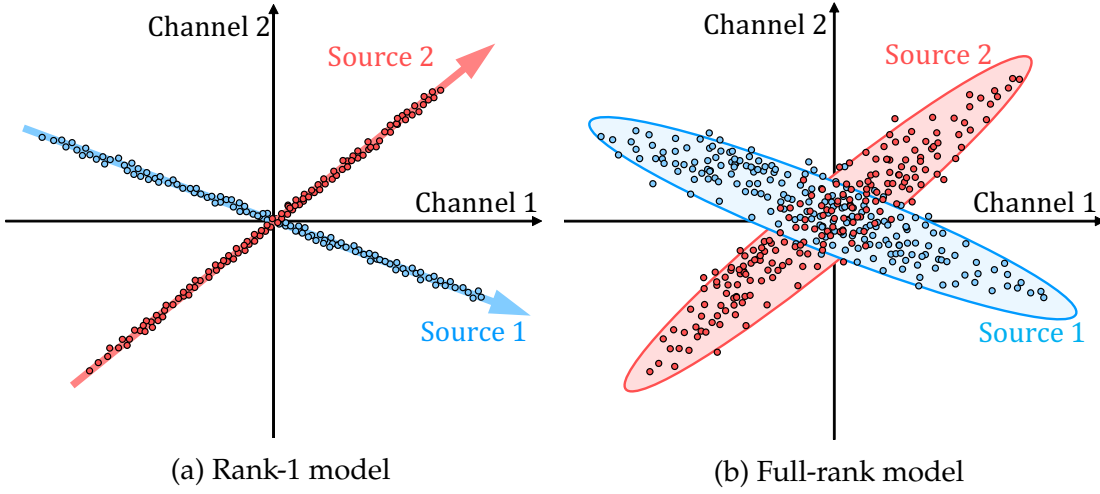 Channel 2
Source 2
Channel 1
Source 1
(a) Rank-1 model
Channel 2
Source 2
Channel 1
Source 1
(b) Full-rank model